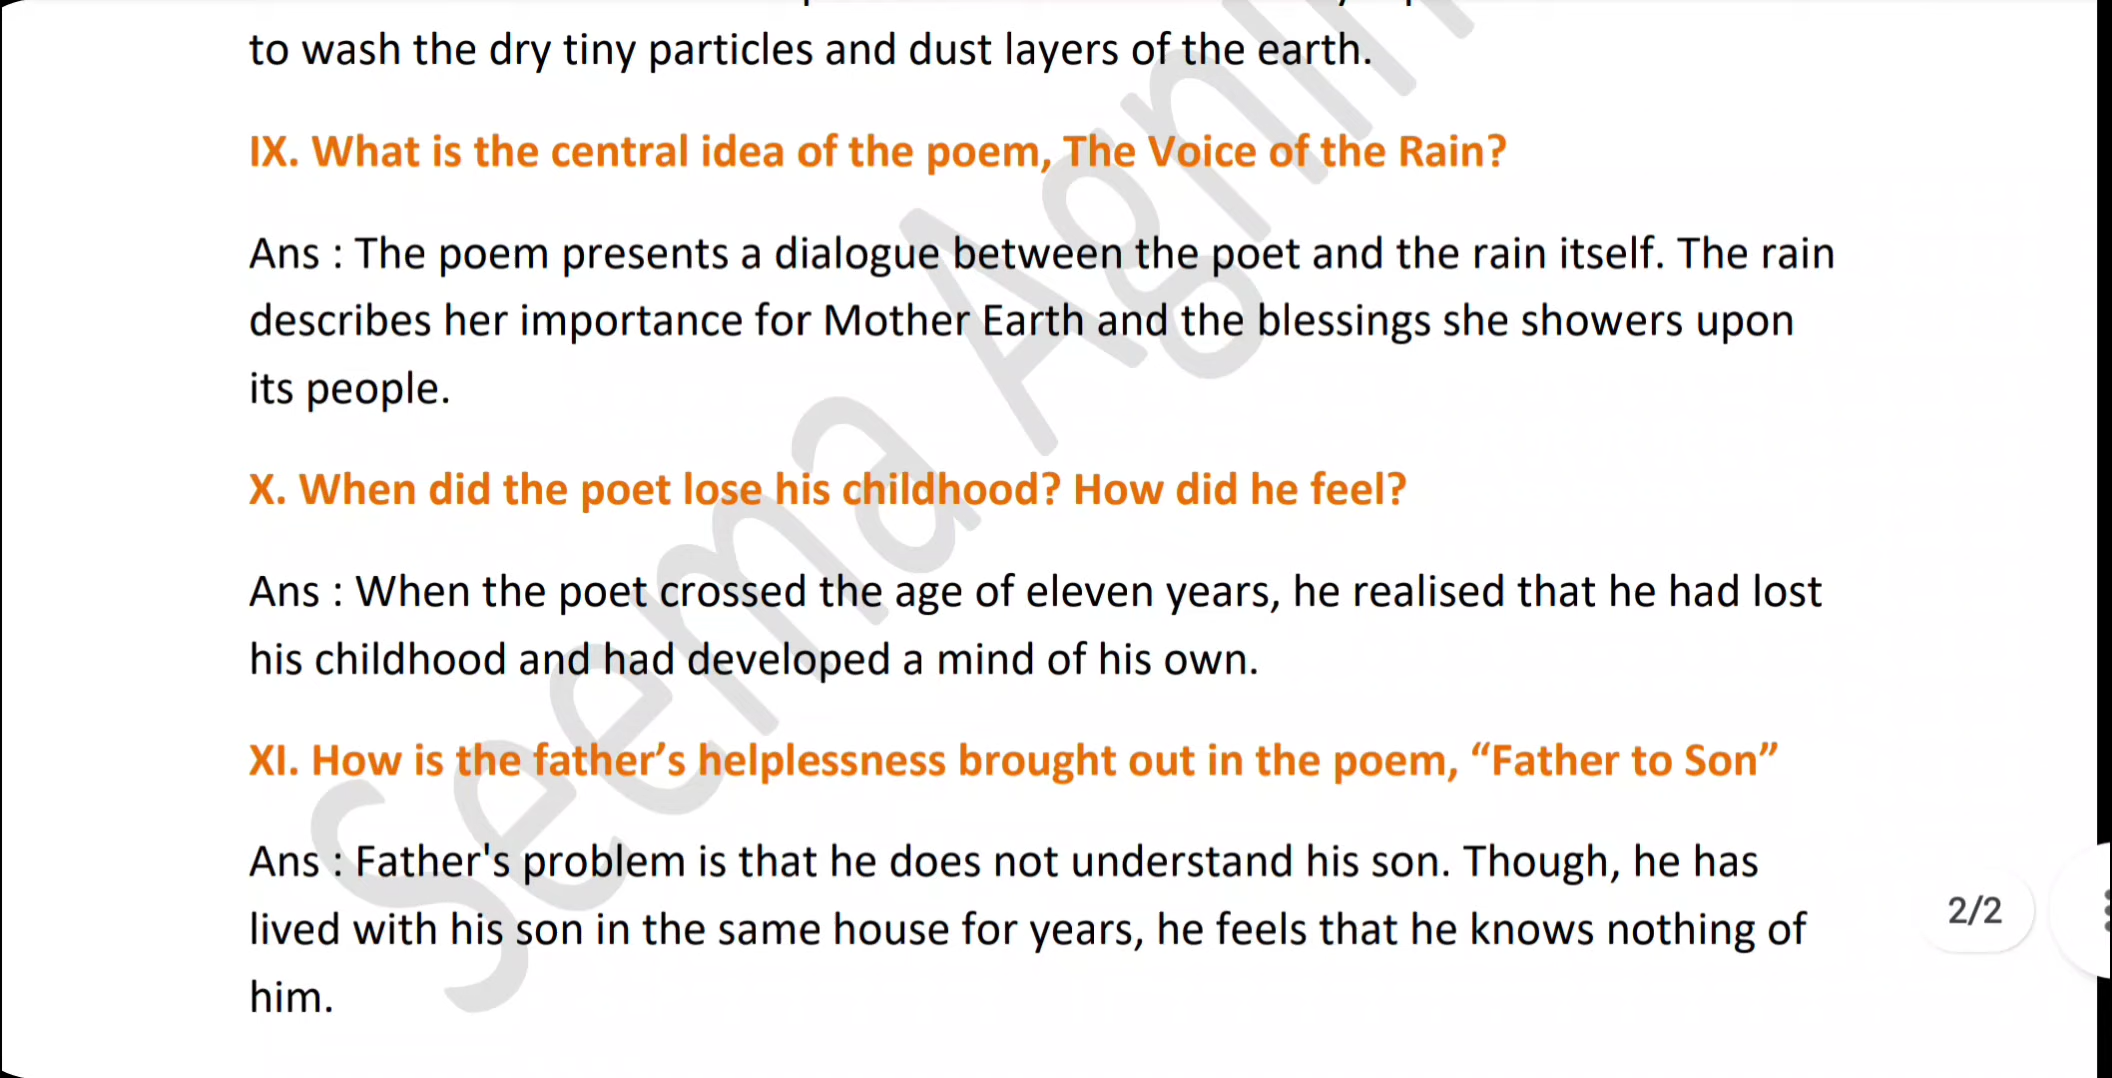 to wash the dry tiny particles and dust layers of the earth.
IX. What is the central idea of the poem, The Voice of the Rain?
Ans : The poem presents a dialogue between the poet and the rain itself. The rain
describes her importance for Mother Earth and the blessings she showers upon
its people.
X. When did the poet lose his childhood? How did he feel?
Ans : When the poet crossed the age of eleven years, he realised that he had lost
his childhood and had developed a mind of his own.
XI. How is the father’s helplessness brought out in the poem, “Father to Son”
Ans : Father's problem is that he does not understand his son. Though, he has
lived with his son in the same house for years, he feels that he knows nothing of
him.
2/2
Seema